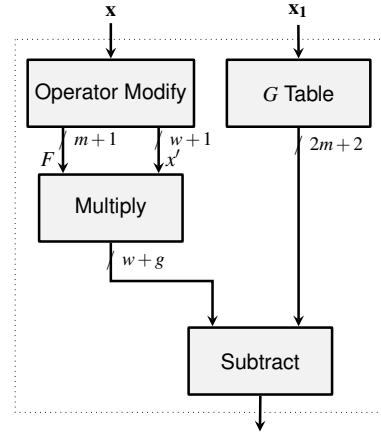 x x₁
Operator Modify G Table
m+1 w+1 2m+2
F x′
Multiply
w+g
Subtract